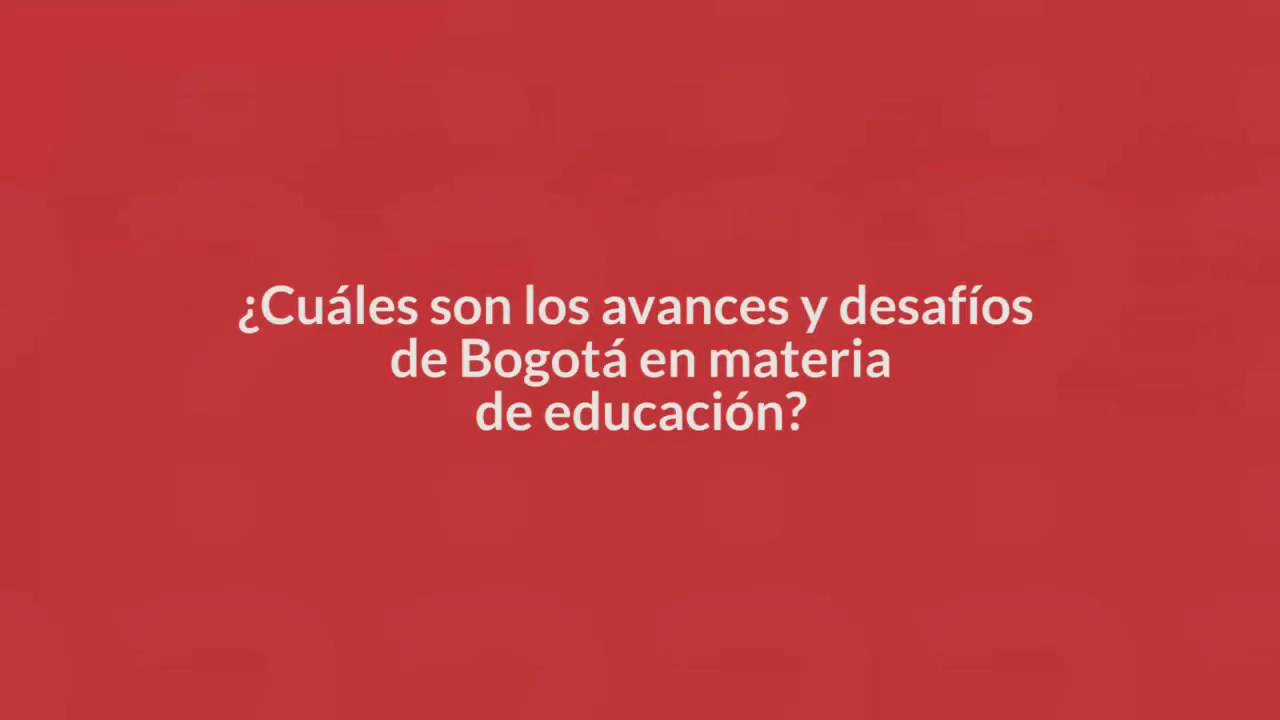 ¿Cuáles son los avances y desafíos
de Bogotá en materia
de educación?